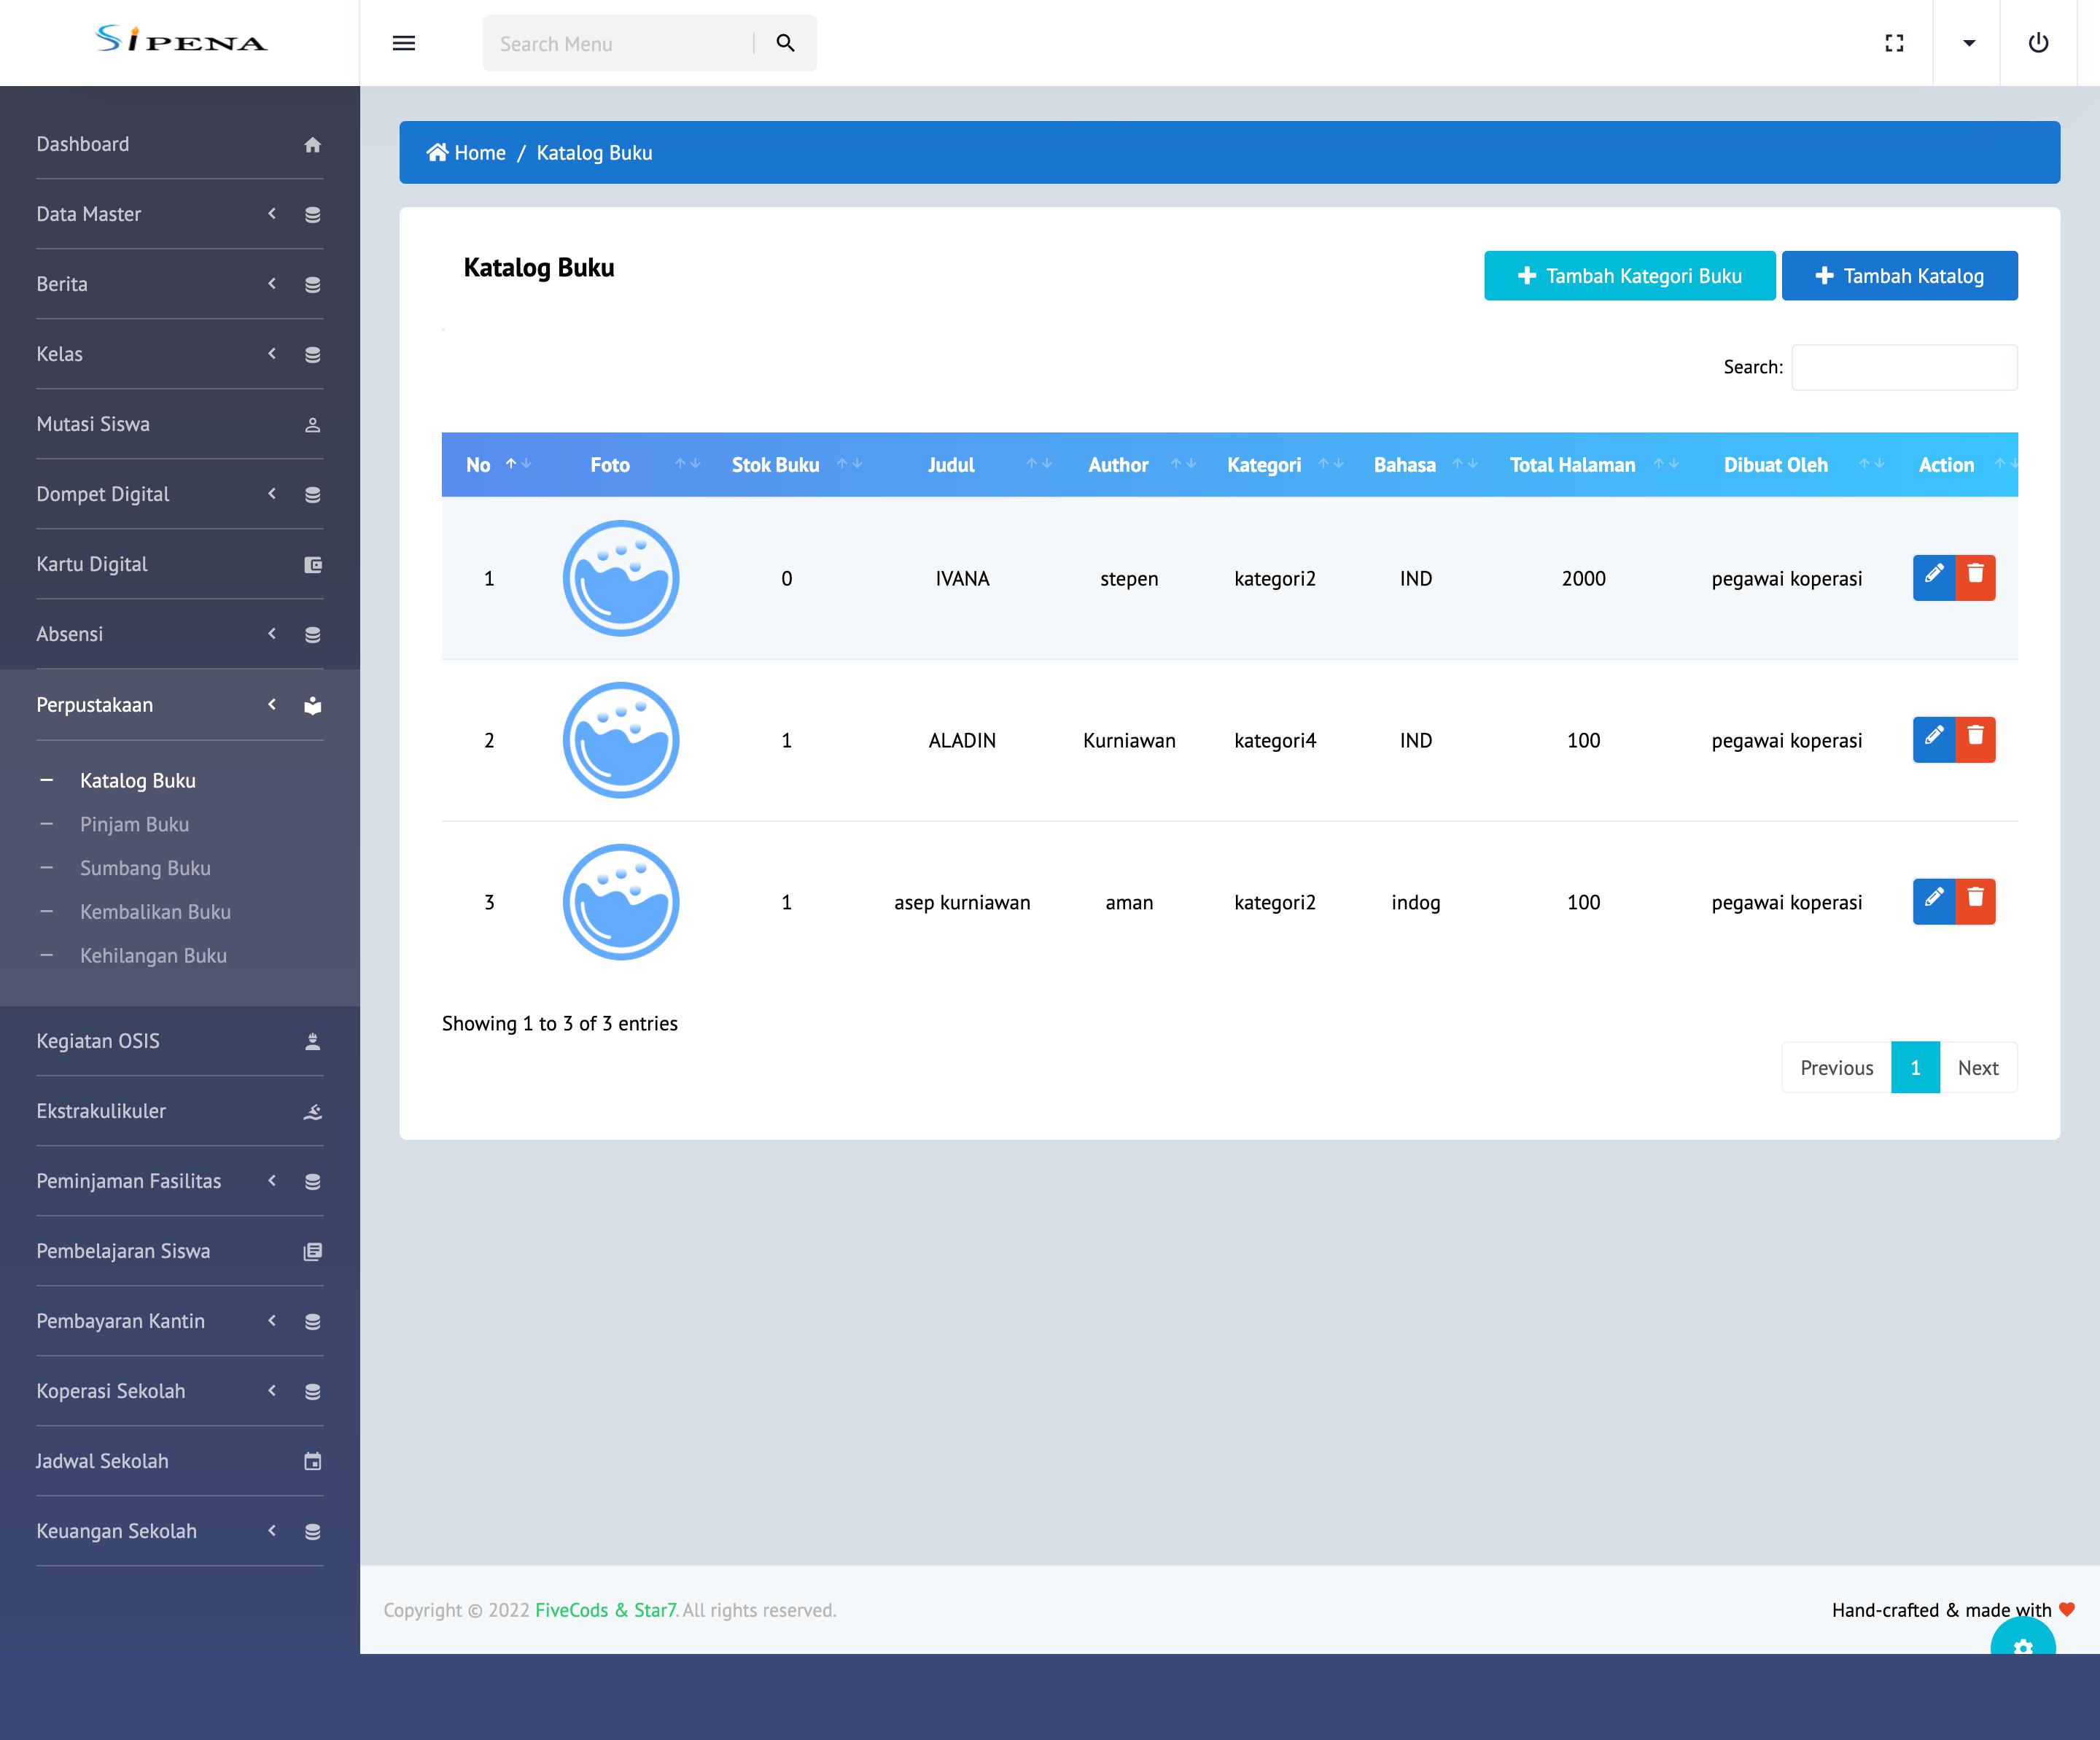 SIPENA
Search Menu
Dashboard
Data Master
Berita
Kelas
Mutasi Siswa
Dompet Digital
Kartu Digital
Absensi
Perpustakaan
Katalog Buku
Pinjam Buku
Sumbang Buku
Kembalikan Buku
Kehilangan Buku
Kegiatan OSIS
Ekstrakulikuler
Peminjaman Fasilitas
Pembelajaran Siswa
Pembayaran Kantin
Koperasi Sekolah
Jadwal Sekolah
Keuangan Sekolah
Home / Katalog Buku
Katalog Buku
Tambah Kategori Buku
Tambah Katalog
Search:
No Foto Stok Buku Judul Author Kategori Bahasa Total Halaman Dibuat Oleh Action
1 0 IVANA stepen kategori2 IND 2000 pegawai koperasi
2 1 ALADIN Kurniawan kategori4 IND 100 pegawai koperasi
3 1 asep kurniawan aman kategori2 indog 100 pegawai koperasi
Showing 1 to 3 of 3 entries
Previous 1 Next
Copyright © 2022 FiveCods & Star7. All rights reserved.
Hand-crafted & made with